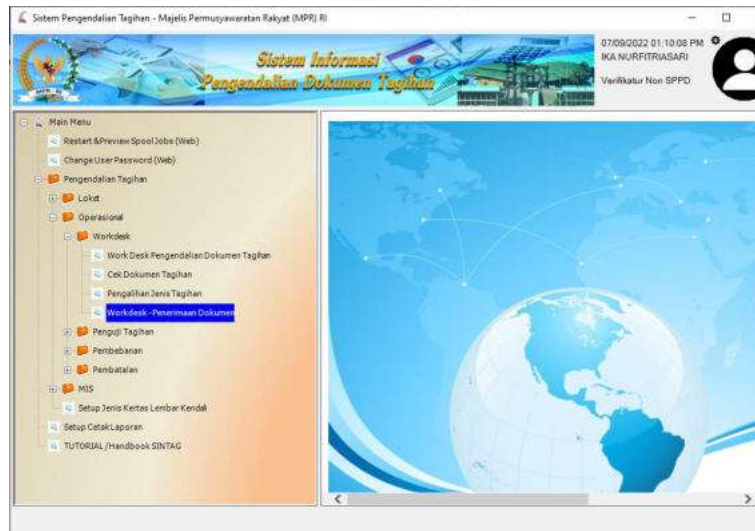 Sistem Pengendalian Tagihan - Majelis Permusyawaratan Rakyat (MPR) RI
MPR - RI
Sistem Informasi
Pengendalian Dokumen Tagihan
07/09/2022 01:10:08 PM
IKA NURFITRIASARI
Verifikatur Non SPPD
Main Menu
Restart &Preview Spool Jobs (Web)
Change User Password (Web)
Pengendalian Tagihan
Loket
Operasional
Workdesk
Work Desk Pengendalian Dokumen Tagihan
Cek Dokumen Tagihan
Pengalihan Jenis Tagihan
Workdesk - Penerimaan Dokumen
Penguji Tagihan
Pembebanan
Pembatalan
MIS
Setup Jenis Kertas Lembar Kendali
Setup Cetak Laporan
TUTORIAL / Handbook SINTAG